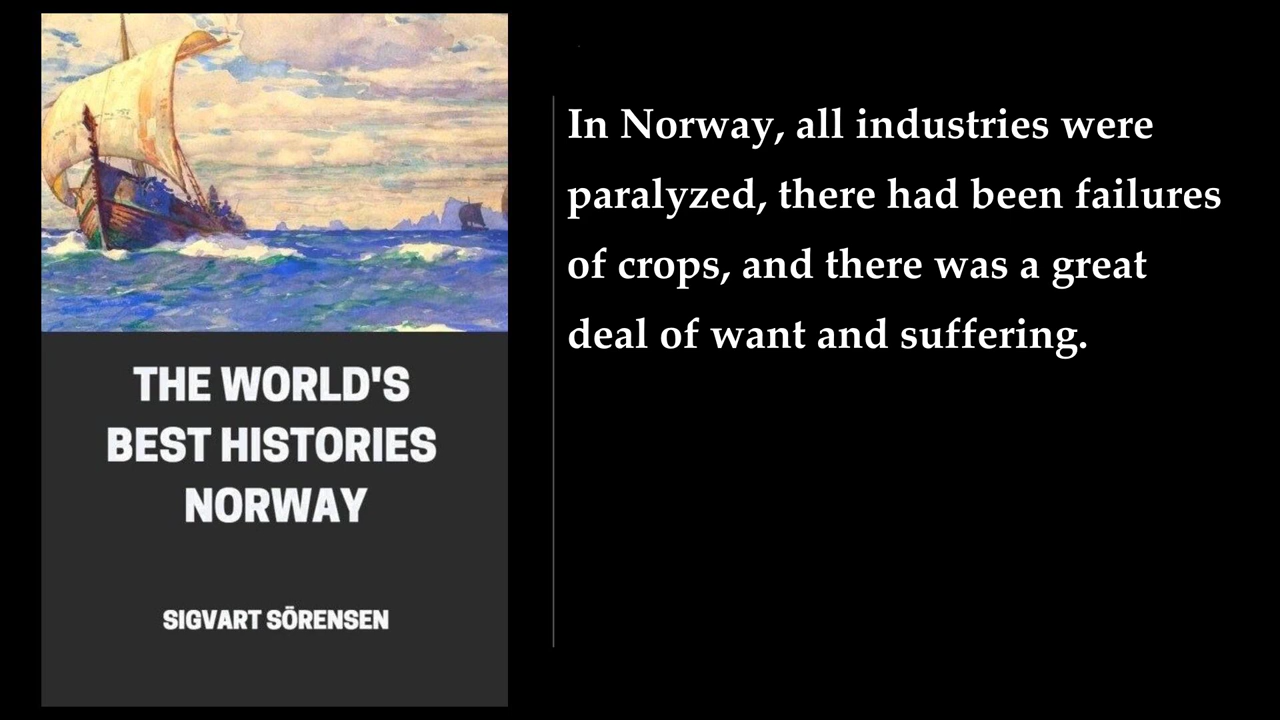 THE WORLD'S
BEST HISTORIES
NORWAY
SIGVART SÖRENSEN
In Norway, all industries were
paralyzed, there had been failures
of crops, and there was a great
deal of want and suffering.